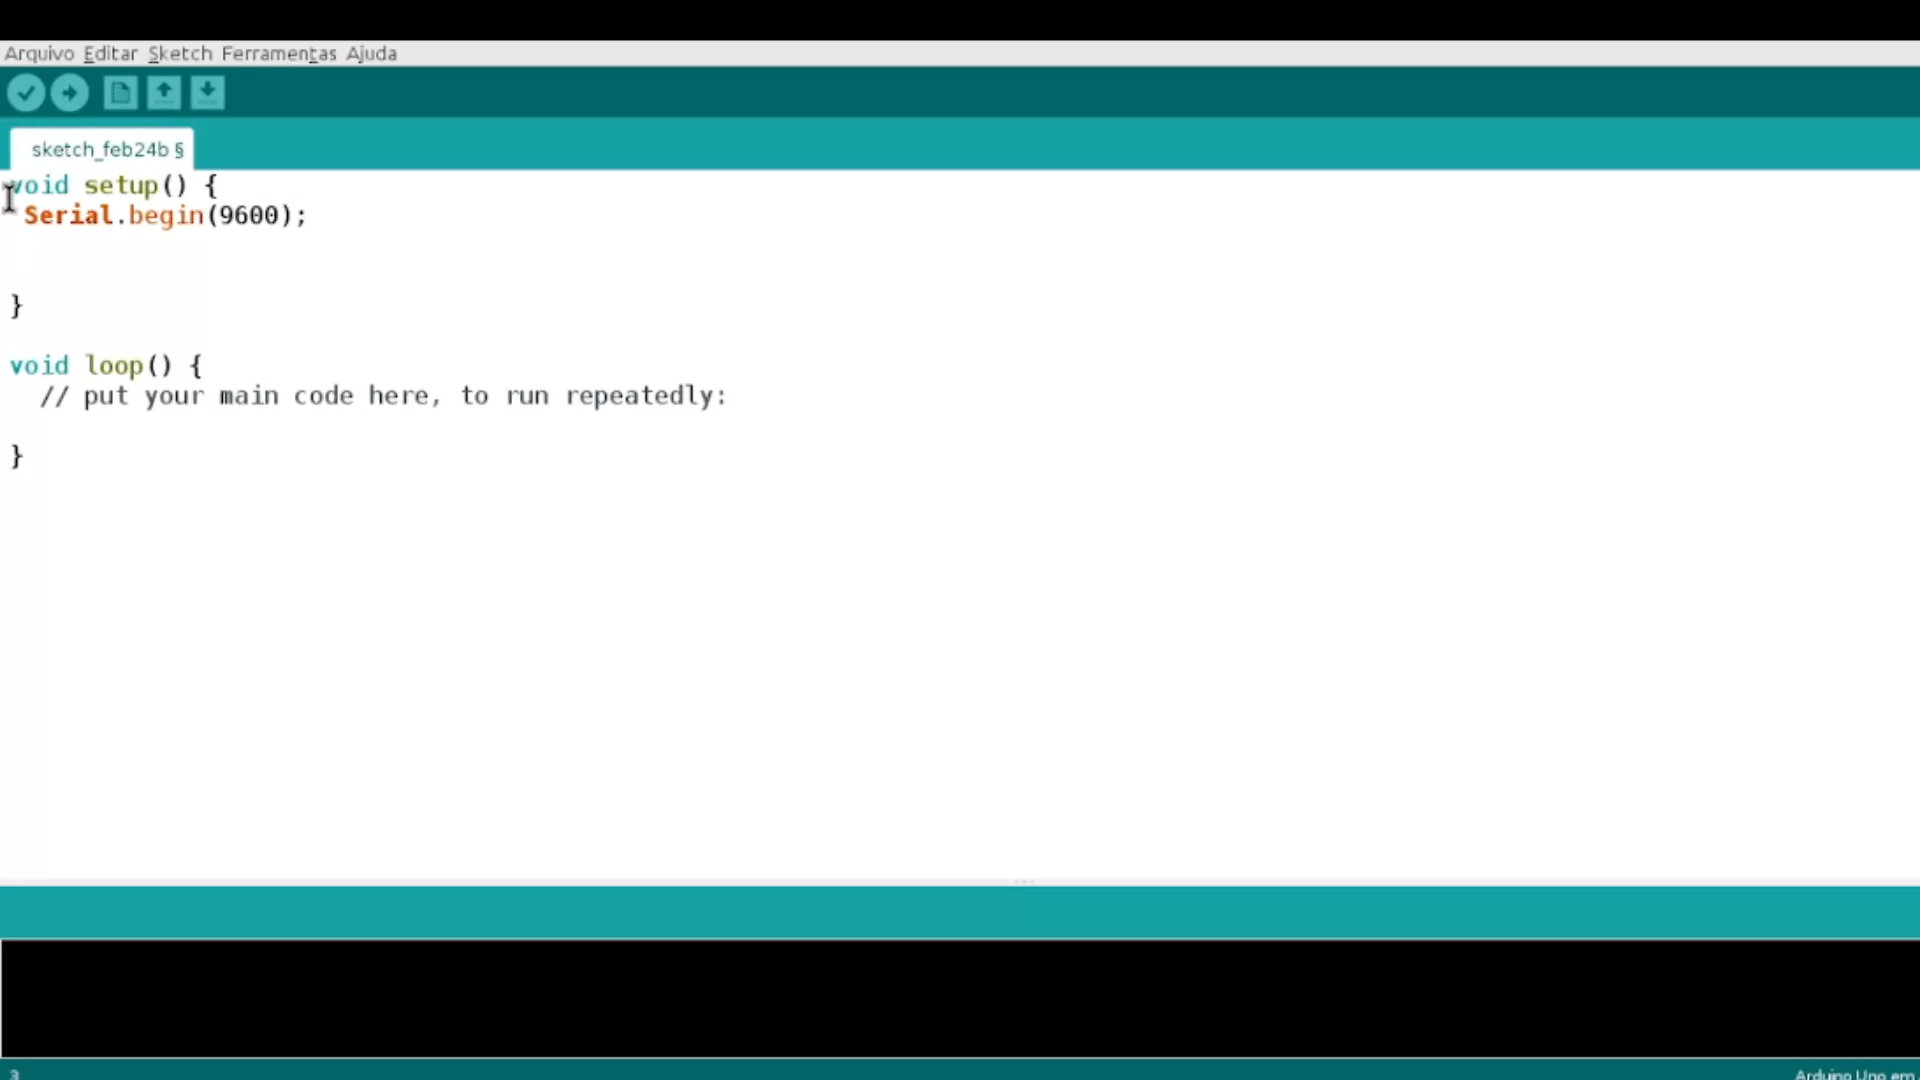 Arquivo Editar Sketch Ferramentas Ajuda
sketch_feb24b §
void setup() {
Serial.begin(9600);
}
void loop() {
// put your main code here, to run repeatedly:
}
3
Arduino Uno em